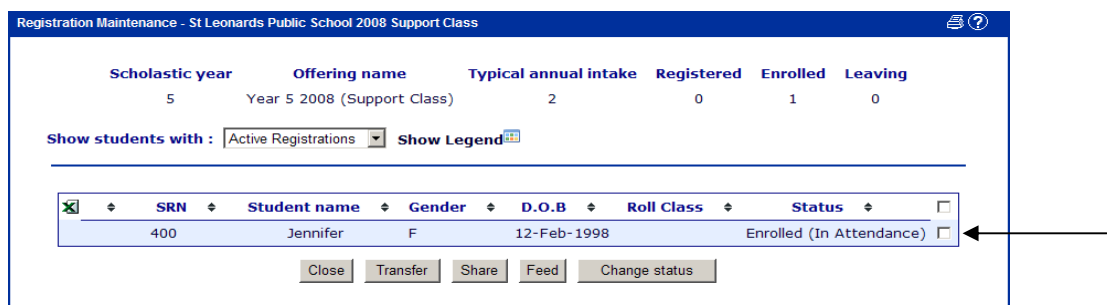 Registration Maintenance - St Leonards Public School 2008 Support Class
Scholastic year Offering name Typical annual intake Registered Enrolled Leaving
5 Year 5 2008 (Support Class) 2 0 1 0
Show students with : Active Registrations Show Legend
SRN Student name Gender D.O.B Roll Class Status
400 Jennifer F 12-Feb-1998 Enrolled (In Attendance)
Close Transfer Share Feed Change status